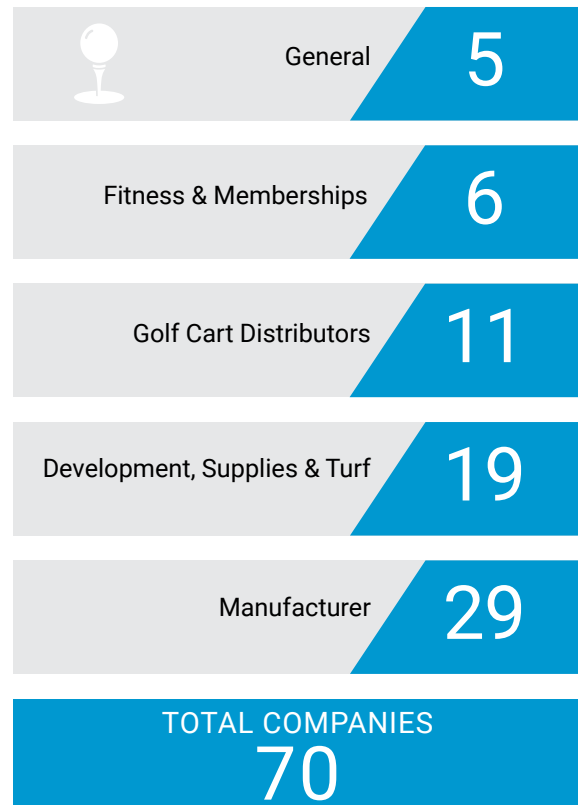 General
5
Fitness & Memberships
6
Golf Cart Distributors
11
Development, Supplies & Turf
19
Manufacturer
29
TOTAL COMPANIES
70